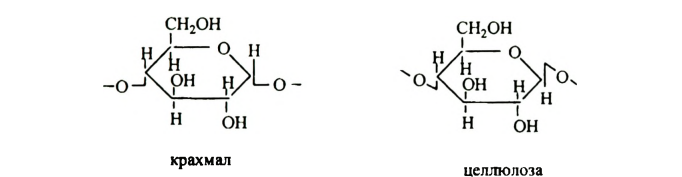 CH₂OH CH₂OH
H O H H O
H H
–O OH H O– O OH H O
H
H OH H OH
крахмал целлюлоза